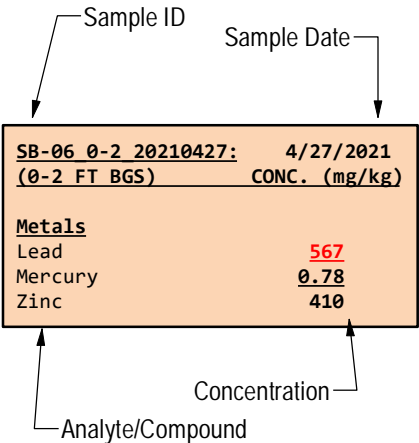 Sample ID
Sample Date
SB-06_0-2_20210427: 4/27/2021
(0-2 FT BGS) CONC. (mg/kg)
Metals
Lead 567
Mercury 0.78
Zinc 410
Concentration
Analyte/Compound